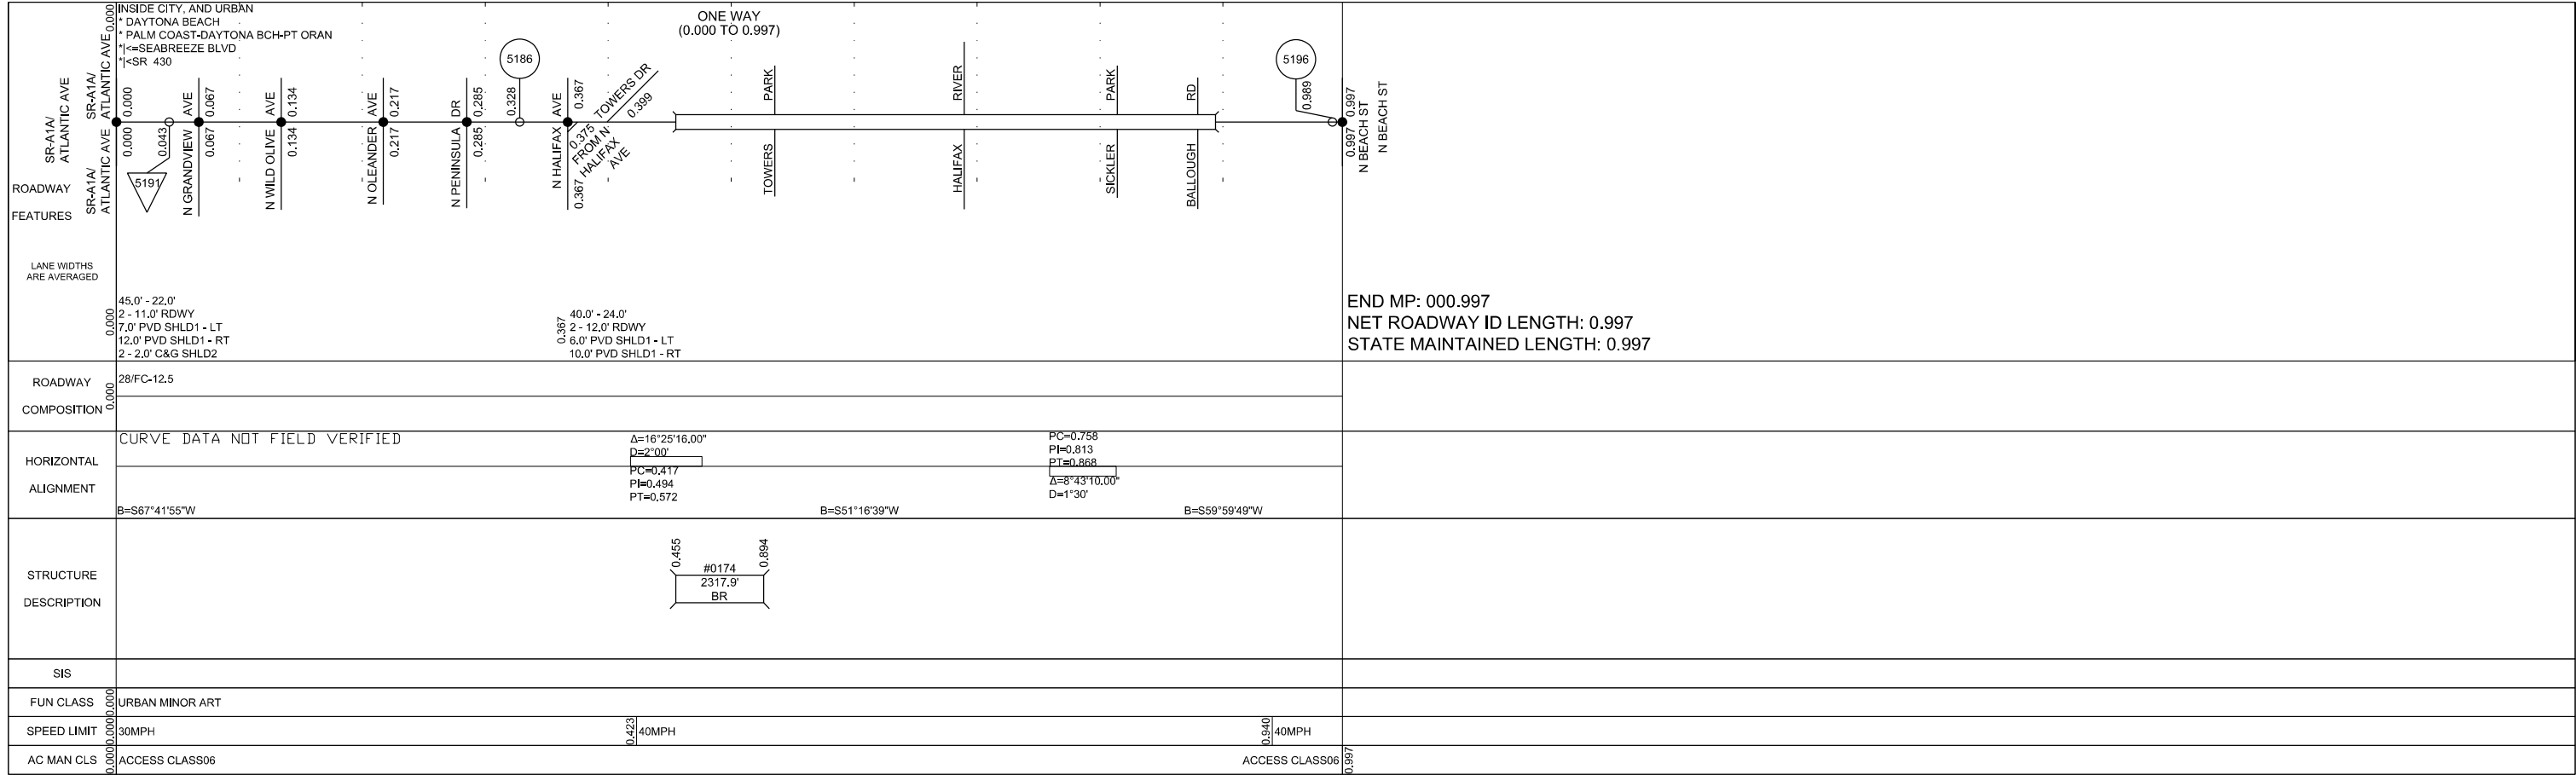 INSIDE CITY, AND URBAN
* DAYTONA BEACH
* PALM COAST-DAYTONA BCH-PT ORAN
*|<=SEABREEZE BLVD
*|<SR 430
0.000
ONE WAY
(0.000 TO 0.997)
SR-A1A/
ATLANTIC AVE
SR-A1A/
ATLANTIC AVE
0.000
0.000
SR-A1A/
ATLANTIC AVE
0.043
5191
N GRANDVIEW AVE
0.067
0.067
N WILD OLIVE AVE
0.134
0.134
N OLEANDER AVE
0.217
0.217
N PENINSULA DR
0.285
0.285
5186
0.328
N HALIFAX AVE
0.367
0.367
0.375
FROM N
HALIFAX
AVE
TOWERS DR
0.399
TOWERS PARK
HALIFAX RIVER
SICKLER PARK
BALLOUGH RD
5196
0.989
0.997
0.997
N BEACH ST
N BEACH ST
ROADWAY
FEATURES
LANE WIDTHS
ARE AVERAGED
0.000
45.0' - 22.0'
2 - 11.0' RDWY
7.0' PVD SHLD1 - LT
12.0' PVD SHLD1 - RT
2 - 2.0' C&G SHLD2
0.367
40.0' - 24.0'
2 - 12.0' RDWY
6.0' PVD SHLD1 - LT
10.0' PVD SHLD1 - RT
END MP: 000.997
NET ROADWAY ID LENGTH: 0.997
STATE MAINTAINED LENGTH: 0.997
ROADWAY
COMPOSITION
0.000
28/FC-12.5
HORIZONTAL
ALIGNMENT
CURVE DATA NOT FIELD VERIFIED
Δ=16°25'16.00"
D=2°00'
PC=0.417
PI=0.494
PT=0.572
PC=0.758
PI=0.813
PT=0.868
Δ=8°43'10.00"
D=1°30'
B=S67°41'55"W
B=S51°16'39"W
B=S59°59'49"W
STRUCTURE
DESCRIPTION
0.455
0.894
#0174
2317.9'
BR
SIS
FUN CLASS
0.000
URBAN MINOR ART
SPEED LIMIT
0.000
30MPH
0.423
40MPH
0.940
40MPH
AC MAN CLS
0.000
ACCESS CLASS06
ACCESS CLASS06
0.997